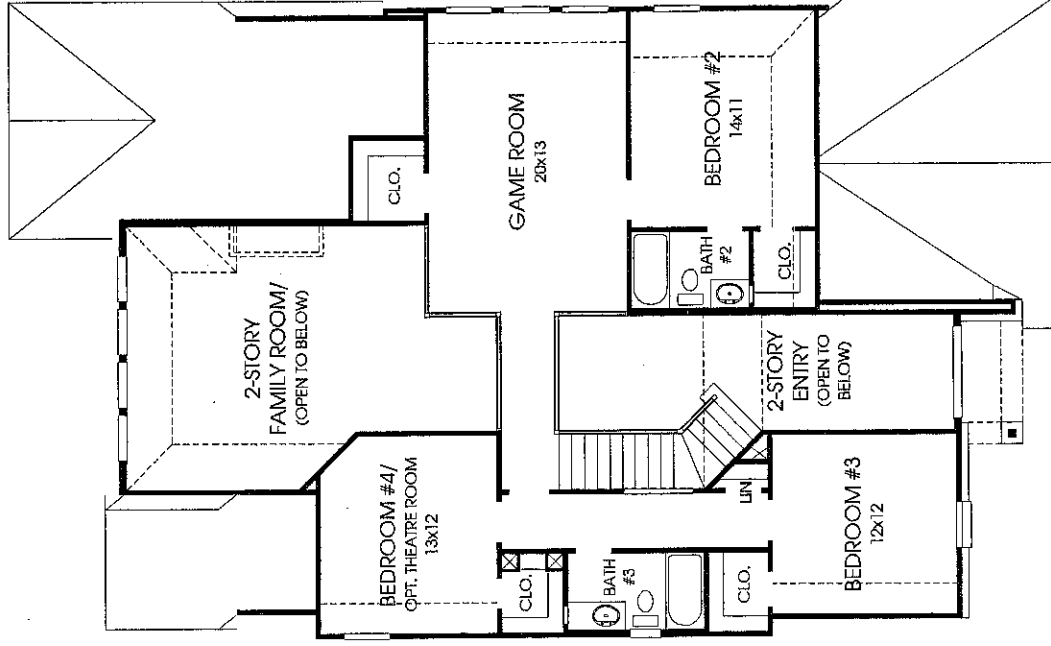 CLO.
GAME ROOM
20x13
BEDROOM #2
14x11
BATH
#2
CLO.
2-STORY
FAMILY ROOM/
(OPEN TO BELOW)
2-STORY
ENTRY
(OPEN TO
BELOW)
BEDROOM #4/
OPT. THEATRE ROOM
13x12
CLO.
BATH
#3
CLO.
LIN.
BEDROOM #3
12x12